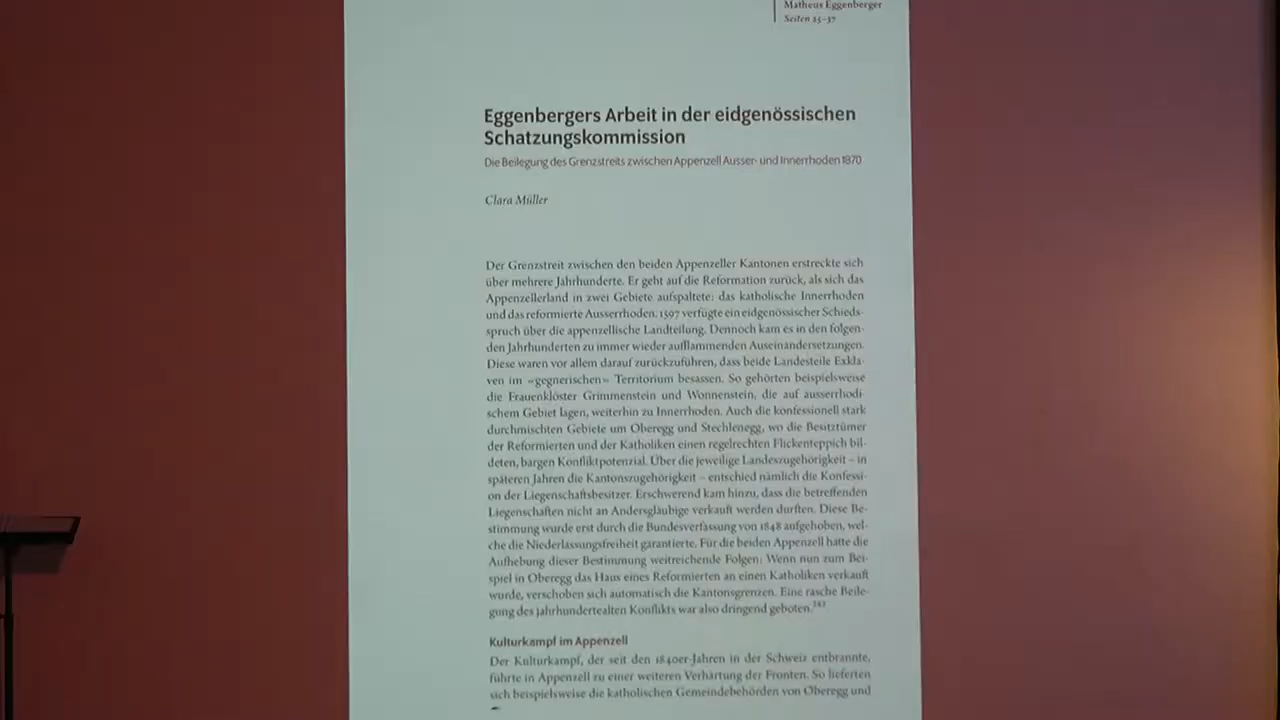 Matheus Eggenberger
Seiten 25–37
Eggenbergers Arbeit in der eidgenössischen
Schatzungskommission
Die Beilegung des Grenzstreits zwischen Appenzell Ausser- und Innerrhoden 1870
Clara Müller
Der Grenzstreit zwischen den beiden Appenzeller Kantonen erstreckte sich
über mehrere Jahrhunderte. Er geht auf die Reformation zurück, als sich das
Appenzellerland in zwei Gebiete aufspaltete: das katholische Innerrhoden
und das reformierte Ausserrhoden. 1597 verfügte ein eidgenössischer Schieds-
spruch über die appenzellische Landteilung. Dennoch kam es in den folgen-
den Jahrhunderten zu immer wieder aufflammenden Auseinandersetzungen.
Diese waren vor allem darauf zurückzuführen, dass beide Landesteile Exkla-
ven im «gegnerischen» Territorium besassen. So gehörten beispielsweise
die Frauenklöster Grimmenstein und Wonnenstein, die auf ausserrhodi-
schem Gebiet lagen, weiterhin zu Innerrhoden. Auch die konfessionell stark
durchmischten Gebiete um Oberegg und Stechlenegg, wo die Besitztümer
der Reformierten und der Katholiken einen regelrechten Flickenteppich bil-
deten, bargen Konfliktpotenzial. Über die jeweilige Landeszugehörigkeit – in
späteren Jahren die Kantonszugehörigkeit – entschied nämlich die Konfessi-
on der Liegenschaftsbesitzer. Erschwerend kam hinzu, dass die betreffenden
Liegenschaften nicht an Andersgläubige verkauft werden durften. Diese Be-
stimmung wurde erst durch die Bundesverfassung von 1848 aufgehoben, wel-
che die Niederlassungsfreiheit garantierte. Für die beiden Appenzell hatte die
Aufhebung dieser Bestimmung weitreichende Folgen: Wenn nun zum Bei-
spiel in Oberegg das Haus eines Reformierten an einen Katholiken verkauft
wurde, verschoben sich automatisch die Kantonsgrenzen. Eine rasche Beile-
gung des jahrhundertealten Konflikts war also dringend geboten.
Kulturkampf im Appenzell
Der Kulturkampf, der seit den 1840er-Jahren in der Schweiz entbrannte,
führte in Appenzell zu einer weiteren Verhärtung der Fronten. So lieferten
sich beispielsweise die katholischen Gemeindebehörden von Oberegg und